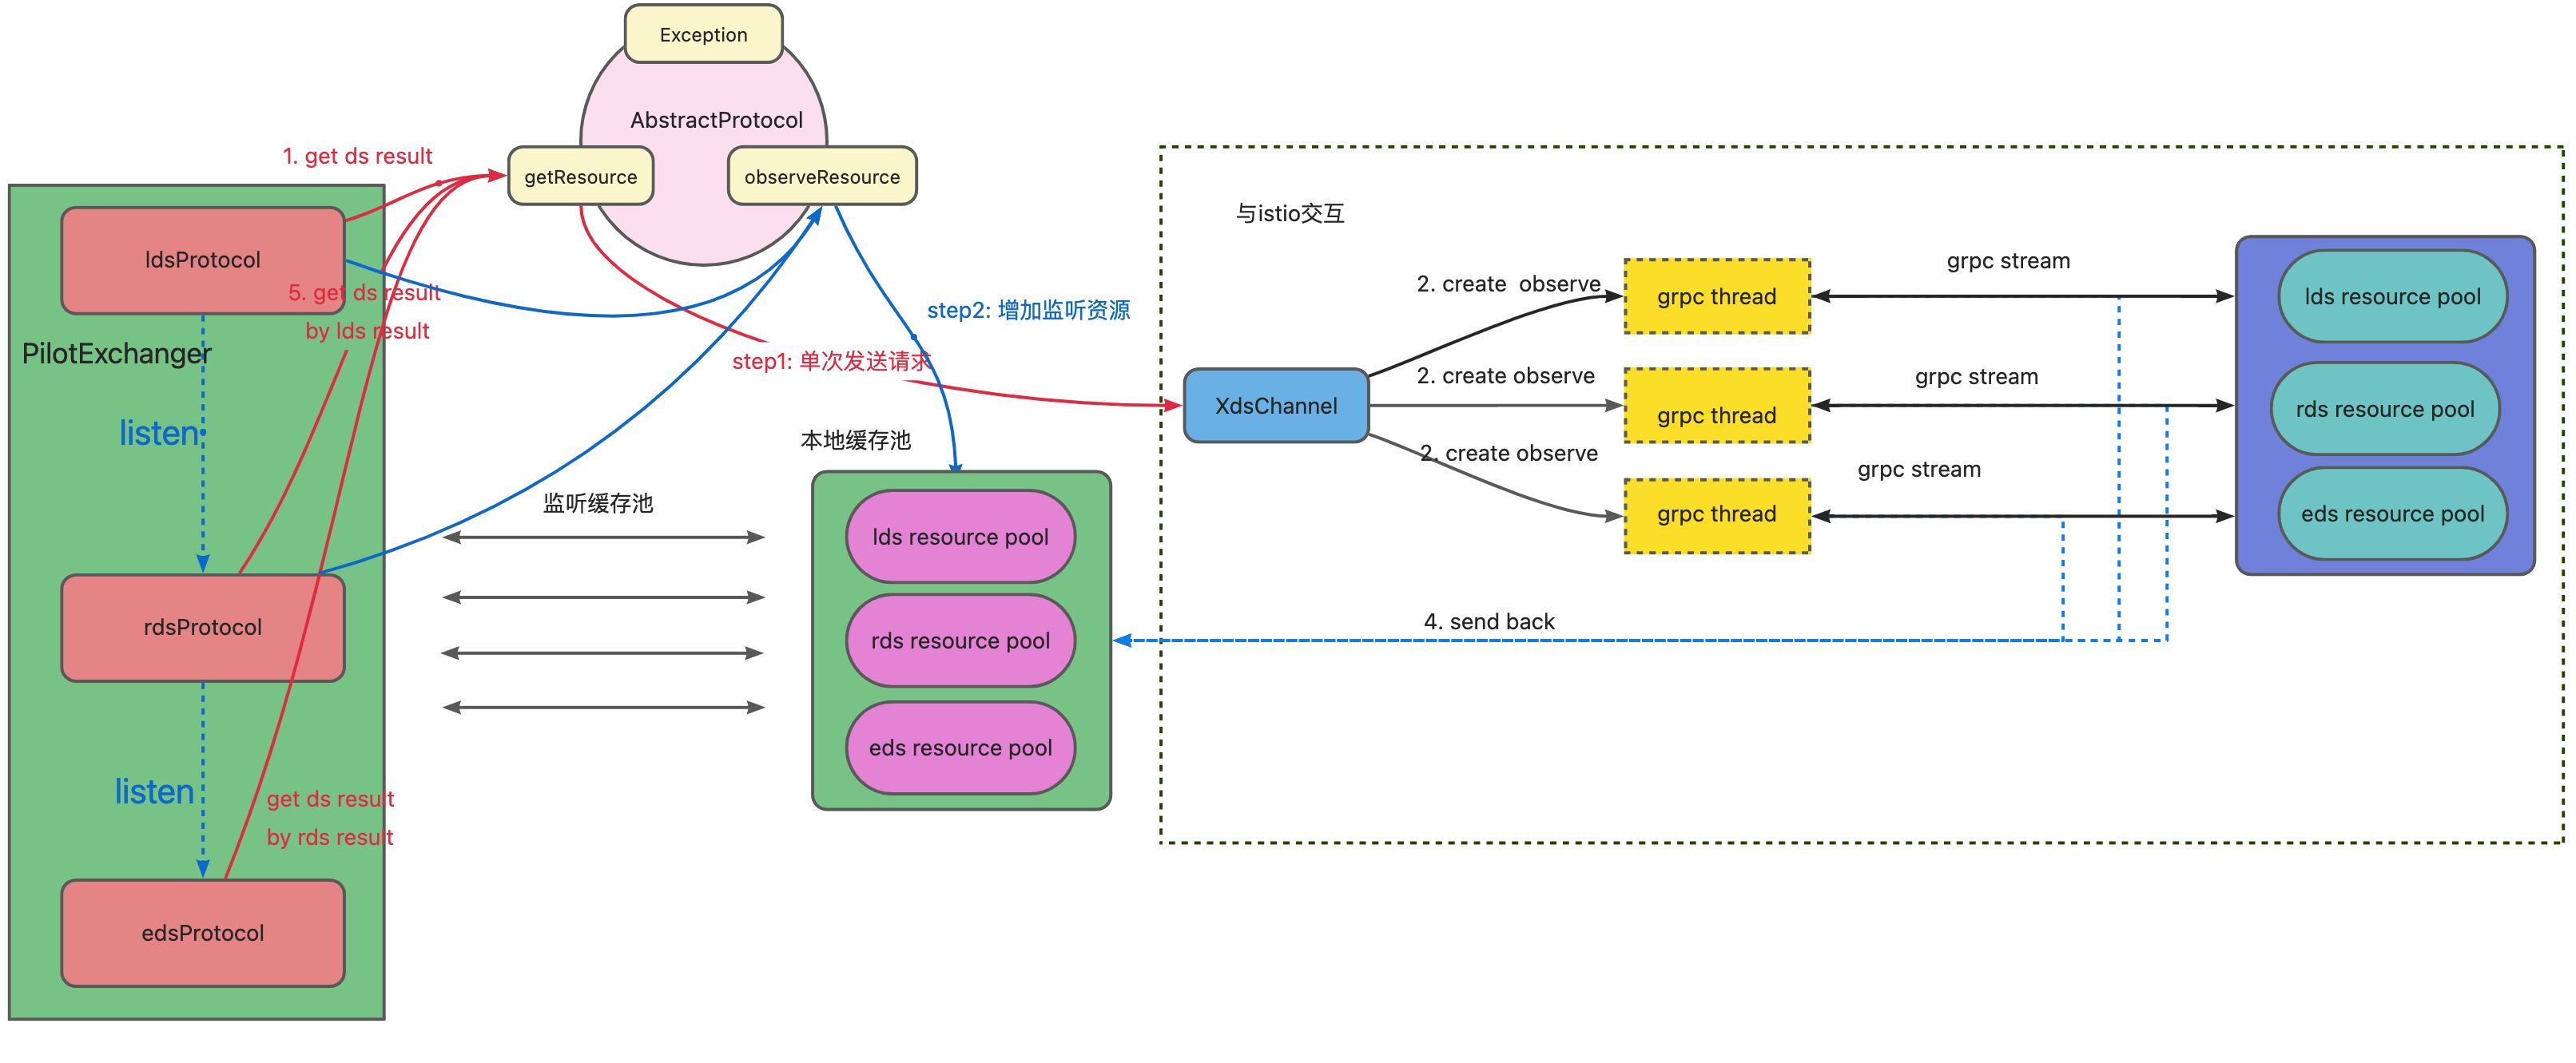 Exception
AbstractProtocol
getResource
observeResource
1. get ds result
ldsProtocol
5. get ds result
by lds result
PilotExchanger
listen
rdsProtocol
listen
get ds result
by rds result
edsProtocol
step1: 单次发送请求
step2: 增加监听资源
监听缓存池
本地缓存池
lds resource pool
rds resource pool
eds resource pool
与istio交互
XdsChannel
2. create  observe
2. create observe
2. create observe
grpc thread
grpc thread
grpc thread
grpc stream
grpc stream
grpc stream
lds resource pool
rds resource pool
eds resource pool
4. send back